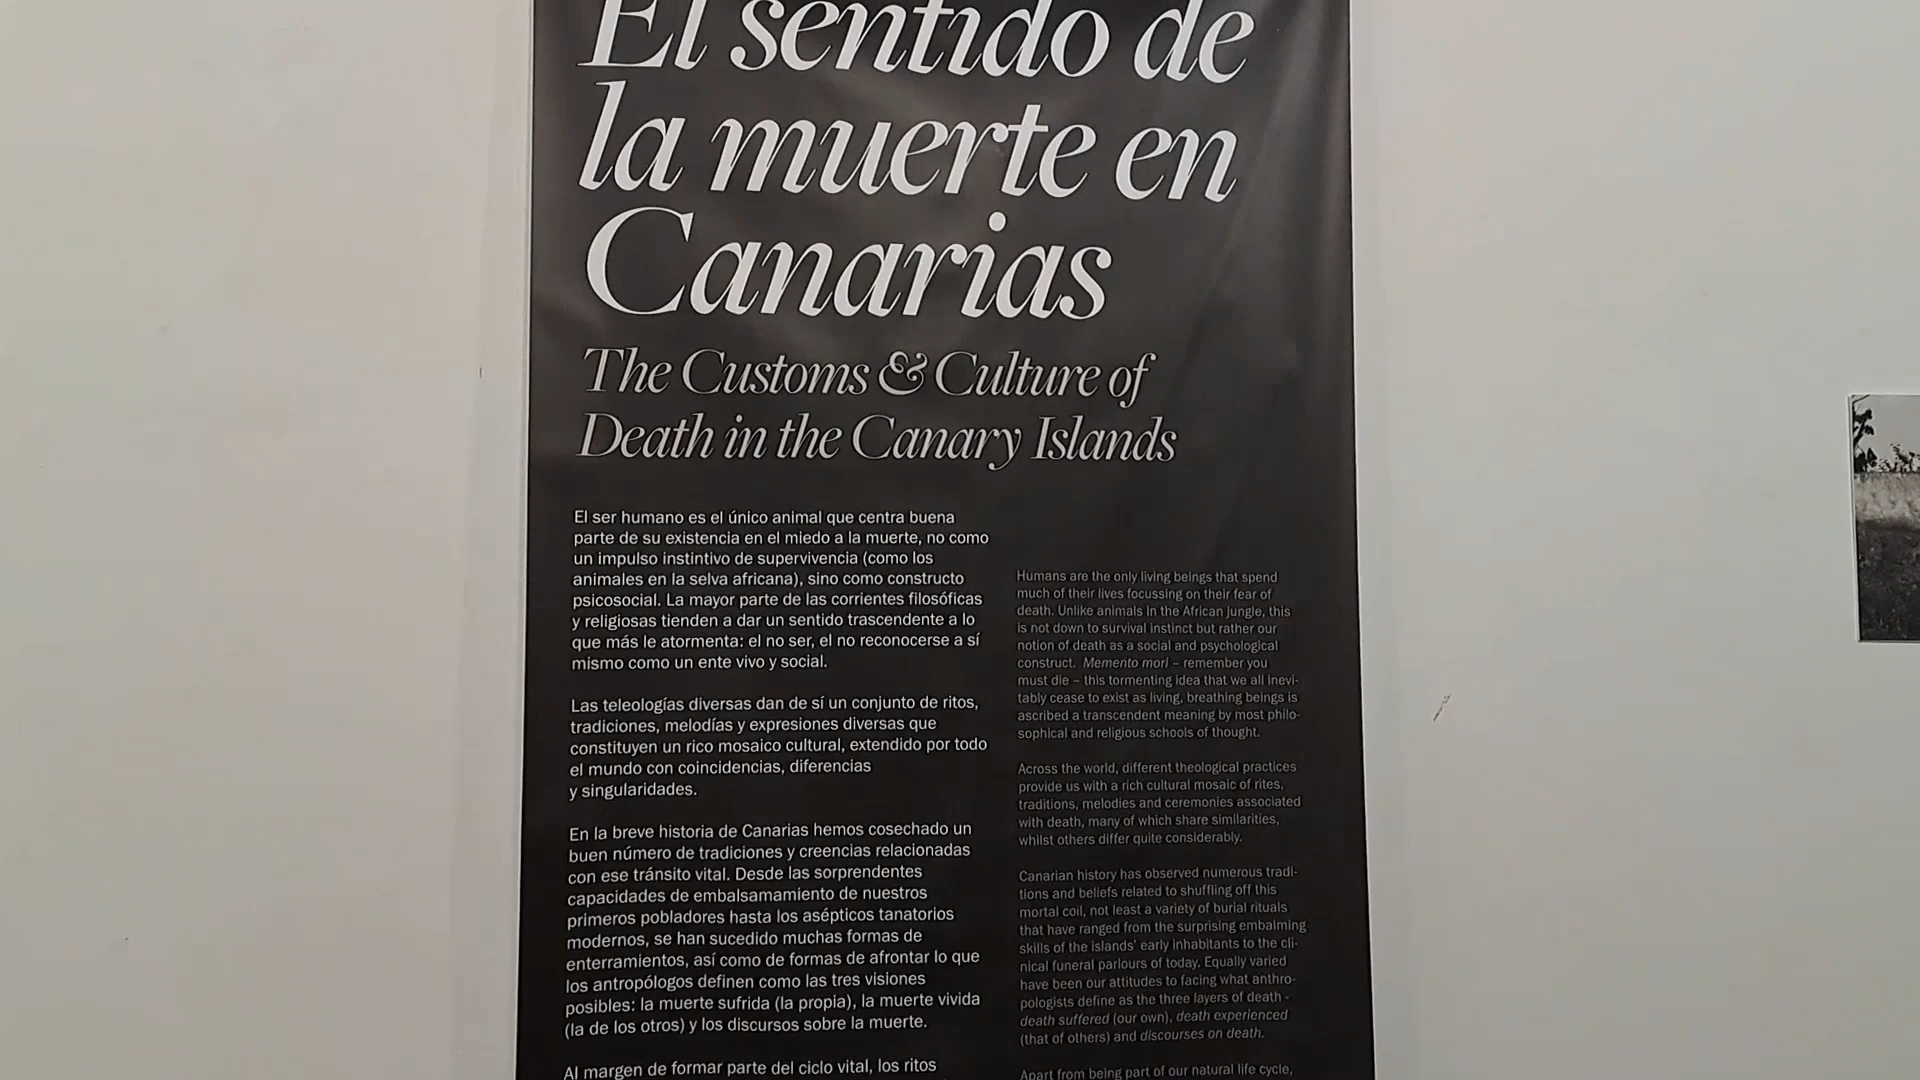 El sentido de
la muerte en
Canarias
The Customs & Culture of
Death in the Canary Islands
El ser humano es el único animal que centra buena
parte de su existencia en el miedo a la muerte, no como
un impulso instintivo de supervivencia (como los
animales en la selva africana), sino como constructo
psicosocial. La mayor parte de las corrientes filosóficas
y religiosas tienden a dar un sentido trascendente a lo
que más le atormenta: el no ser, el no reconocerse a sí
mismo como un ente vivo y social.
Las teleologías diversas dan de sí un conjunto de ritos,
tradiciones, melodías y expresiones diversas que
constituyen un rico mosaico cultural, extendido por todo
el mundo con coincidencias, diferencias
y singularidades.
En la breve historia de Canarias hemos cosechado un
buen número de tradiciones y creencias relacionadas
con ese tránsito vital. Desde las sorprendentes
capacidades de embalsamamiento de nuestros
primeros pobladores hasta los asépticos tanatorios
modernos, se han sucedido muchas formas de
enterramientos, así como de formas de afrontar lo que
los antropólogos definen como las tres visiones
posibles: la muerte sufrida (la propia), la muerte vivida
(la de los otros) y los discursos sobre la muerte.
Al margen de formar parte del ciclo vital, los ritos
Humans are the only living beings that spend
much of their lives focussing on their fear of
death. Unlike animals in the African jungle, this
is not down to survival instinct but rather our
notion of death as a social and psychological
construct. Memento mori – remember you
must die – this tormenting idea that we all inevi-
tably cease to exist as living, breathing beings is
ascribed a transcendent meaning by most philo-
sophical and religious schools of thought.
Across the world, different theological practices
provide us with a rich cultural mosaic of rites,
traditions, melodies and ceremonies associated
with death, many of which share similarities,
whilst others differ quite considerably.
Canarian history has observed numerous tradi-
tions and beliefs related to shuffling off this
mortal coil, not least a variety of burial rituals
that have ranged from the surprising embalming
skills of the islands' early inhabitants to the cli-
nical funeral parlours of today. Equally varied
have been our attitudes to facing what anthro-
pologists define as the three layers of death -
death suffered (our own), death experienced
(that of others) and discourses on death.
Apart from being part of our natural life cycle,